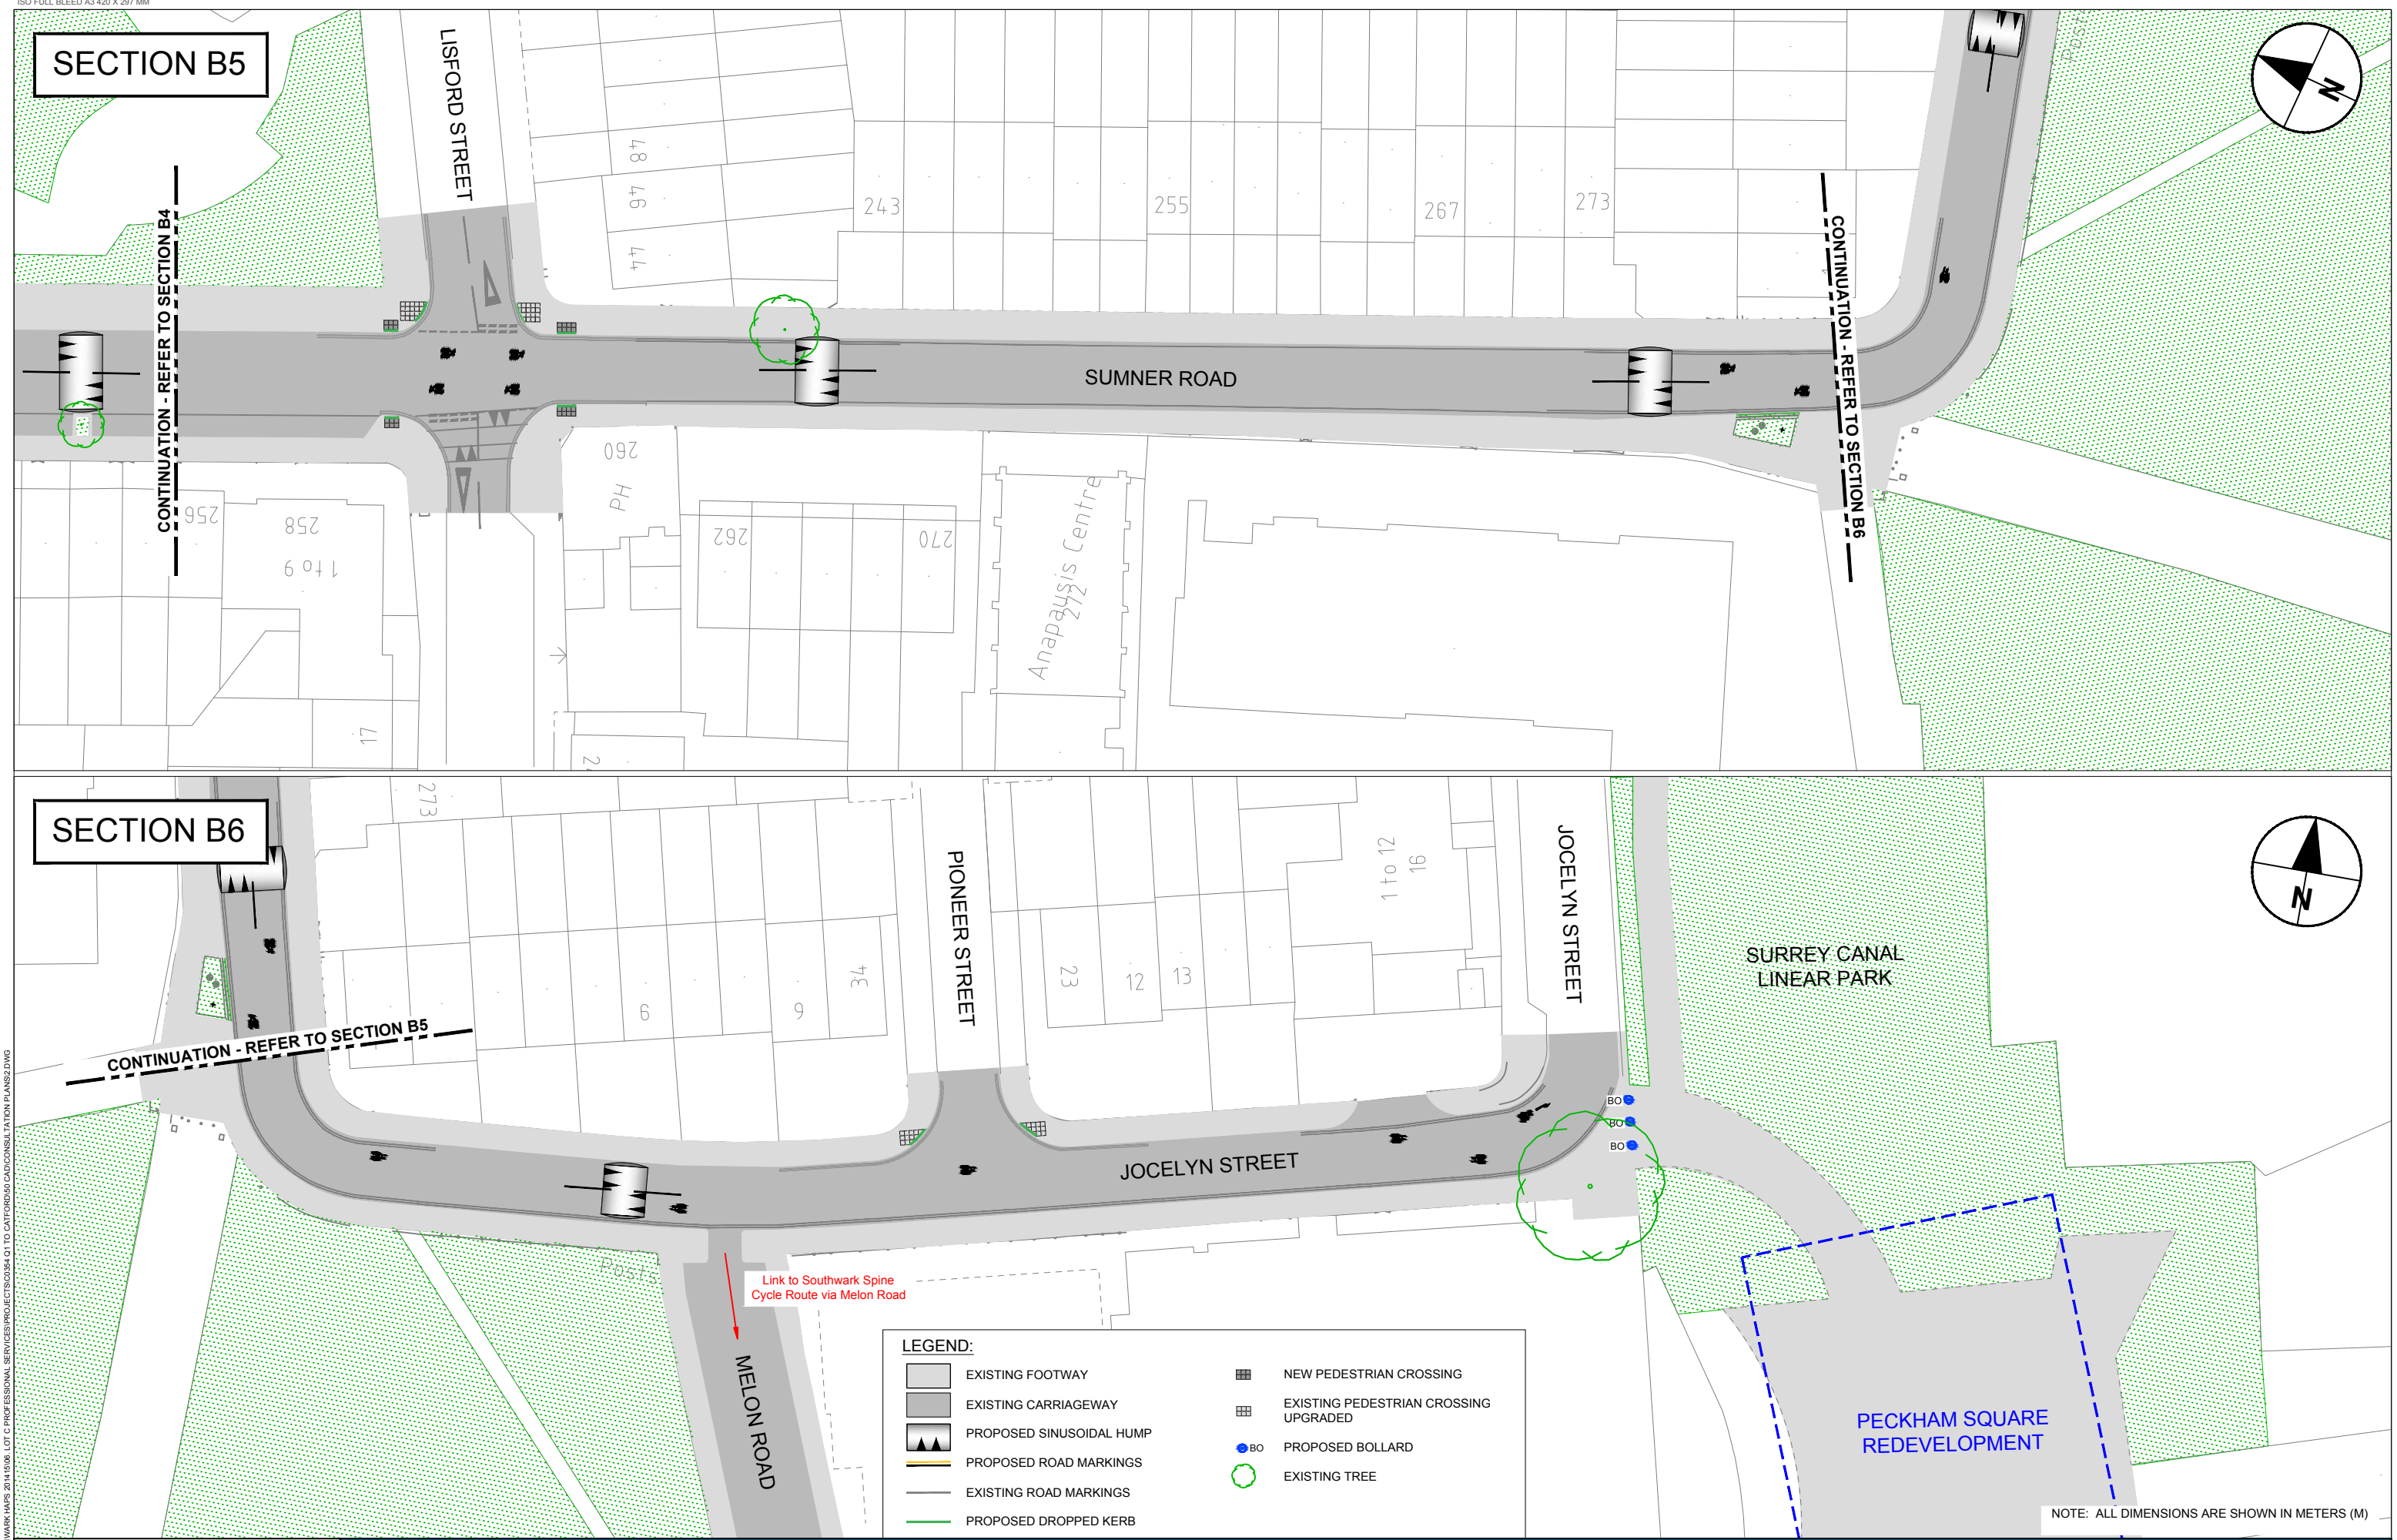 ISO FULL BLEED A3 420 X 297 MM
SECTION B5
LISFORD STREET
Post
N
CONTINUATION - REFER TO SECTION B4
48
46
44
243
255
267
273
CONTINUATION - REFER TO SECTION B6
SUMNER ROAD
256
258
1 to 9
17
260
PH
262
270
Anapausis Centre
272
SECTION B6
273
PIONEER STREET
JOCELYN STREET
1 to 12
16
N
SURREY CANAL
LINEAR PARK
6
9
34
23
12
13
CONTINUATION - REFER TO SECTION B5
BO
BO
BO
JOCELYN STREET
Posts
Link to Southwark Spine
Cycle Route via Melon Road
MELON ROAD
LEGEND:
EXISTING FOOTWAY
EXISTING CARRIAGEWAY
PROPOSED SINUSOIDAL HUMP
PROPOSED ROAD MARKINGS
EXISTING ROAD MARKINGS
PROPOSED DROPPED KERB
NEW PEDESTRIAN CROSSING
EXISTING PEDESTRIAN CROSSING
UPGRADED
BO PROPOSED BOLLARD
EXISTING TREE
PECKHAM SQUARE
REDEVELOPMENT
NOTE: ALL DIMENSIONS ARE SHOWN IN METERS (M)